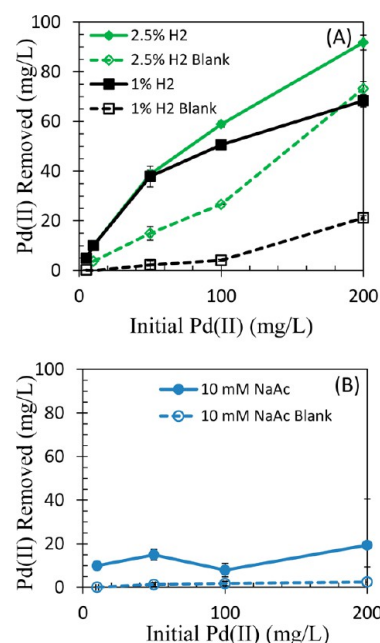 100
80
60
40
20
0
Pd(II) Removed (mg/L)
2.5% H2
2.5% H2 Blank
1% H2
1% H2 Blank
(A)
0 100 200
Initial Pd(II) (mg/L)
100
80
60
40
20
0
Pd(II) Removed (mg/L)
10 mM NaAc
10 mM NaAc Blank
(B)
0 100 200
Initial Pd(II) (mg/L)